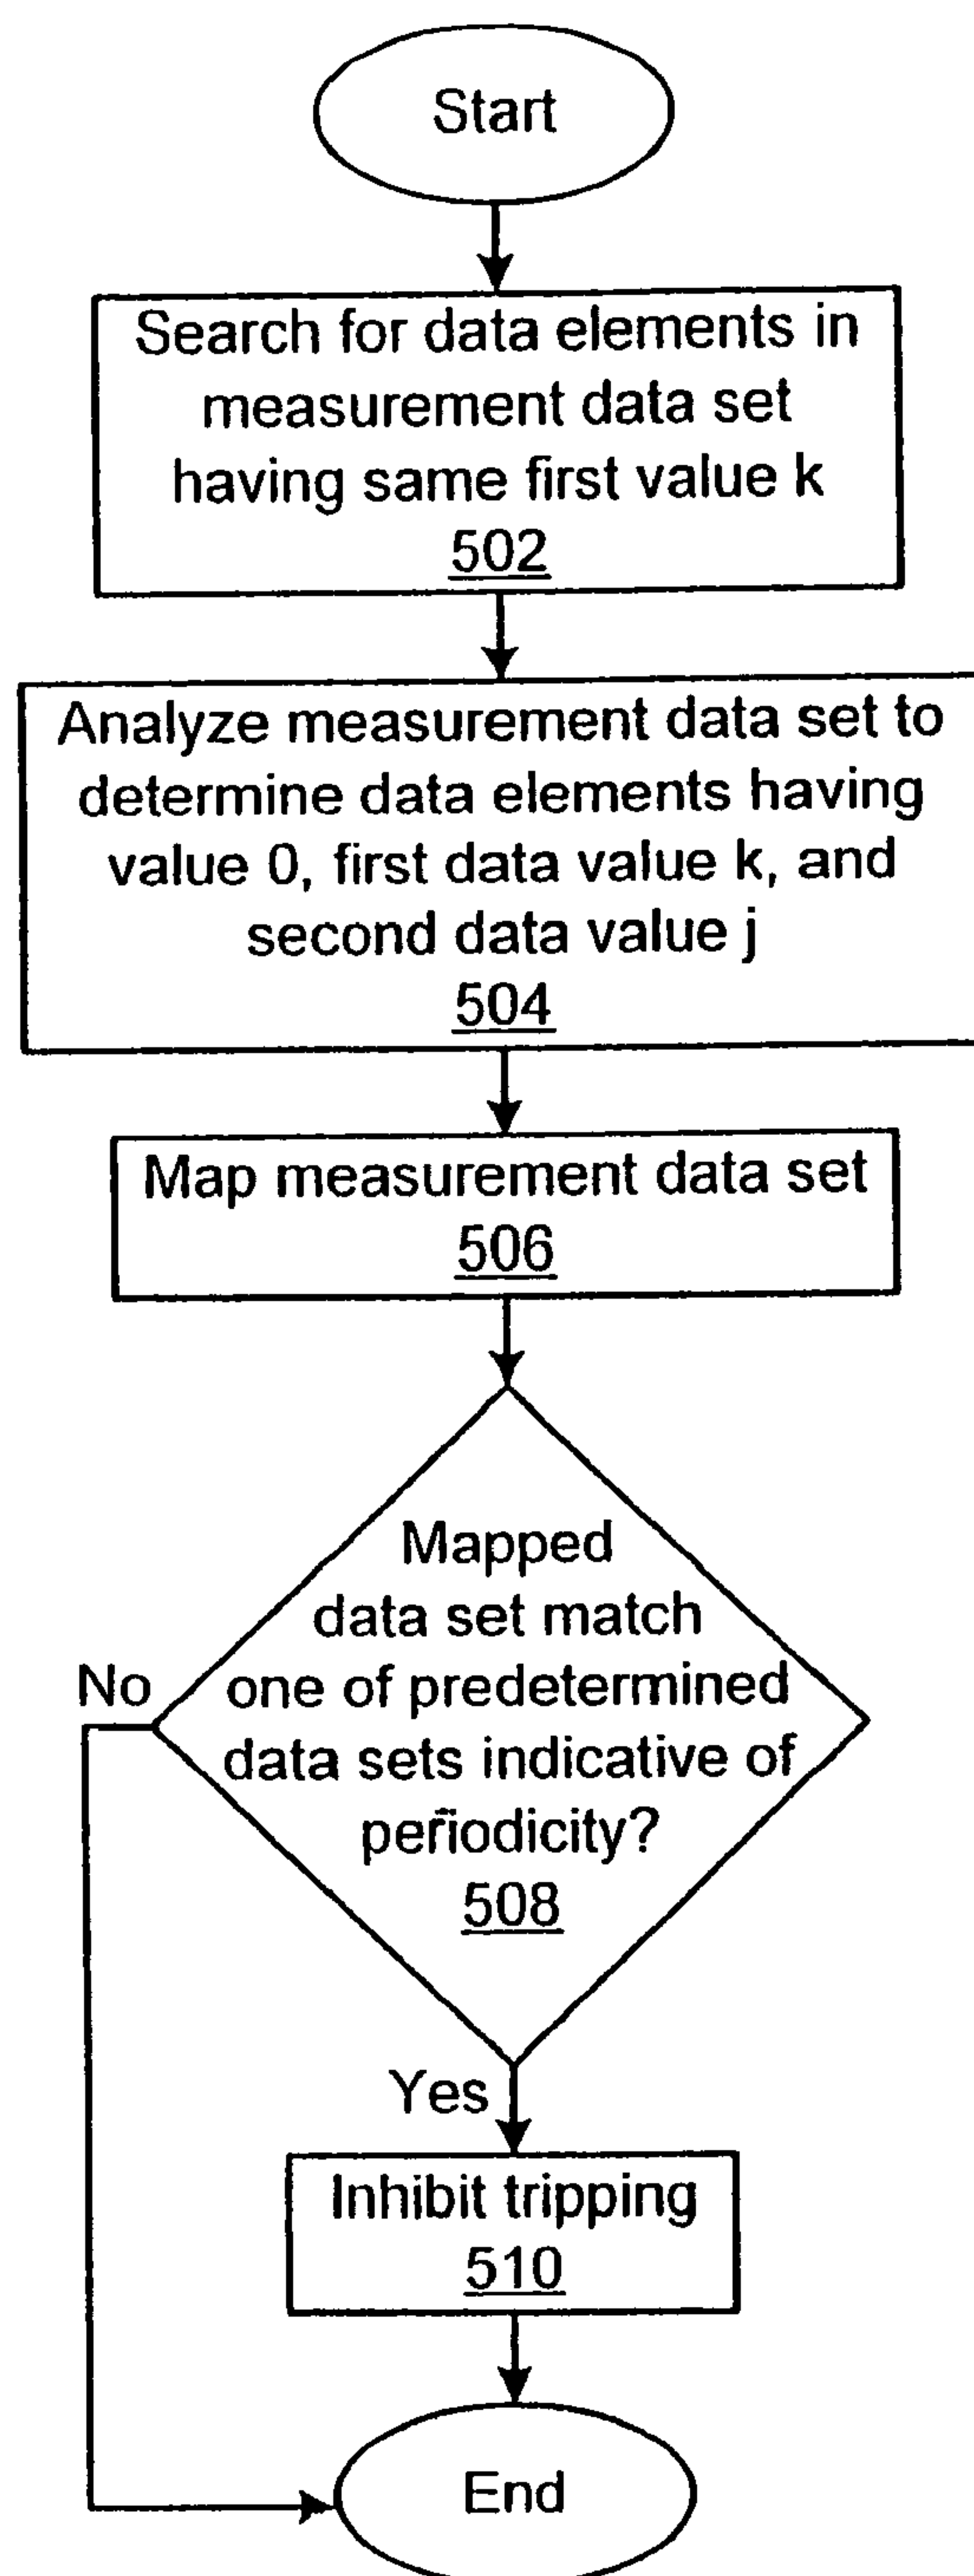 Start
Search for data elements in
measurement data set
having same first value k
502
Analyze measurement data set to
determine data elements having
value 0, first data value k, and
second data value j
504
Map measurement data set
506
Mapped
data set match
one of predetermined
data sets indicative of
periodicity?
508
No
Yes
Inhibit tripping
510
End